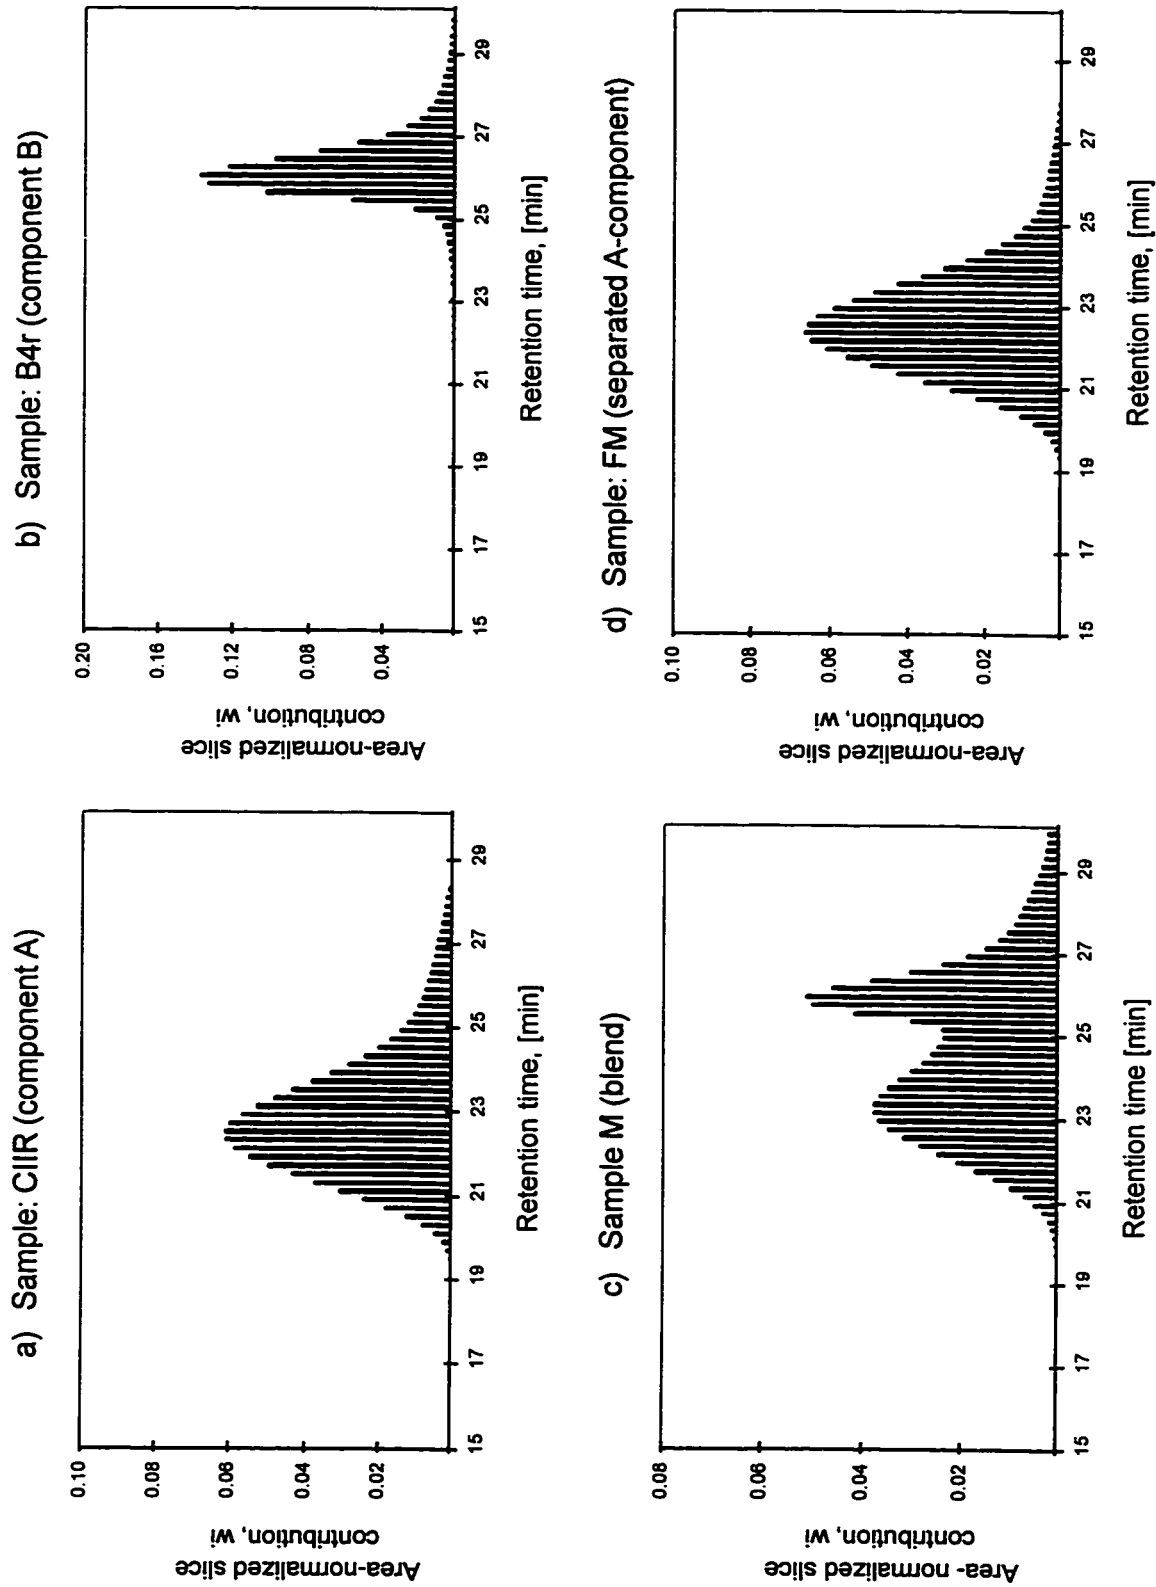 a) Sample: CIIR (component A)
0.10
0.08
0.06
0.04
0.02
Area-normalized slice
contribution, wi
15 17 19 21 23 25 27 29
Retention time, [min]
b) Sample: B4r (component B)
0.20
0.16
0.12
0.08
0.04
Area-normalized slice
contribution, wi
15 17 19 21 23 25 27 29
Retention time, [min]
c) Sample M (blend)
0.08
0.06
0.04
0.02
Area - normalized slice
contribution, wi
15 17 19 21 23 25 27 29
Retention time [min]
d) Sample: FM (separated A-component)
0.10
0.08
0.06
0.04
0.02
Area-normalized slice
contribution, wi
15 17 19 21 23 25 27 29
Retention time, [min]